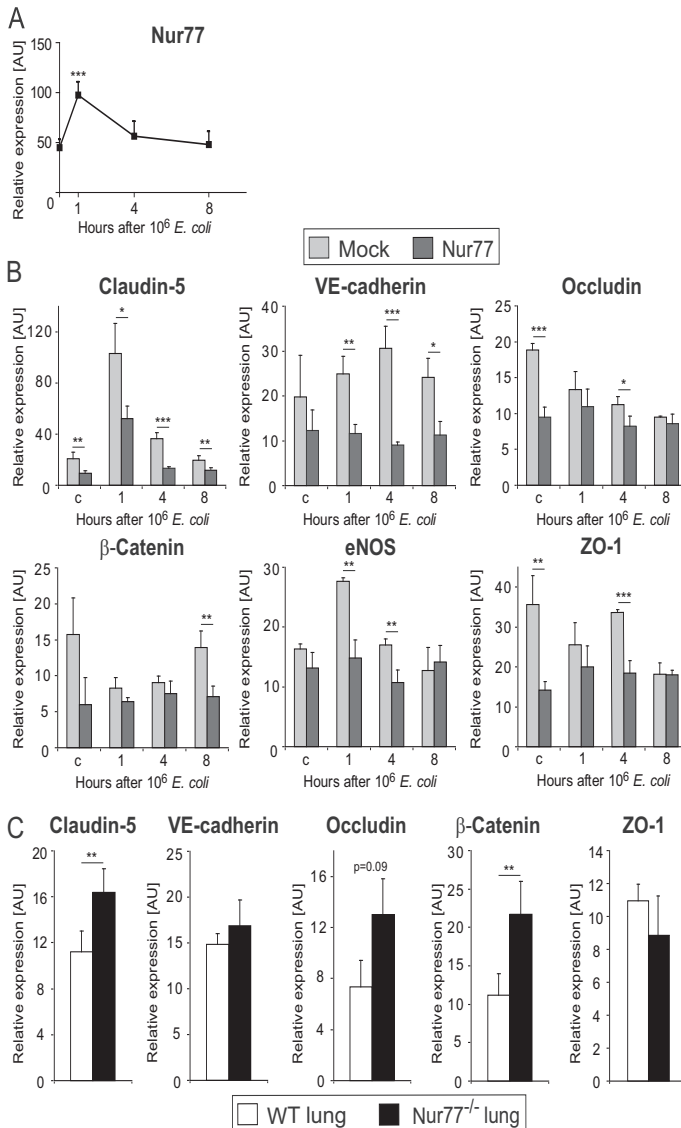 A
Nur77
Relative expression [AU]
150
100
50
0
***
1 4 8
Hours after 10⁶ E. coli
Mock Nur77
B
Claudin-5
Relative expression [AU]
120
80
40
0
** * *** **
c 1 4 8
Hours after 10⁶ E. coli
VE-cadherin
Relative expression [AU]
40
30
20
10
0
** *** *
c 1 4 8
Hours after 10⁶ E. coli
Occludin
Relative expression [AU]
25
20
15
10
5
0
*** *
c 1 4 8
Hours after 10⁶ E. coli
β-Catenin
Relative expression [AU]
25
20
15
10
5
0
**
c 1 4 8
Hours after 10⁶ E. coli
eNOS
Relative expression [AU]
30
20
10
0
** **
c 1 4 8
Hours after 10⁶ E. coli
ZO-1
Relative expression [AU]
40
30
20
10
0
** ***
c 1 4 8
Hours after 10⁶ E. coli
C
Claudin-5
Relative expression [AU]
20
16
12
8
4
0
**
VE-cadherin
Relative expression [AU]
25
20
15
10
5
0
Occludin
Relative expression [AU]
16
12
8
4
0
p=0.09
β-Catenin
Relative expression [AU]
30
25
20
15
10
5
0
**
ZO-1
Relative expression [AU]
14
12
10
8
6
4
2
0
WT lung Nur77⁻/⁻ lung